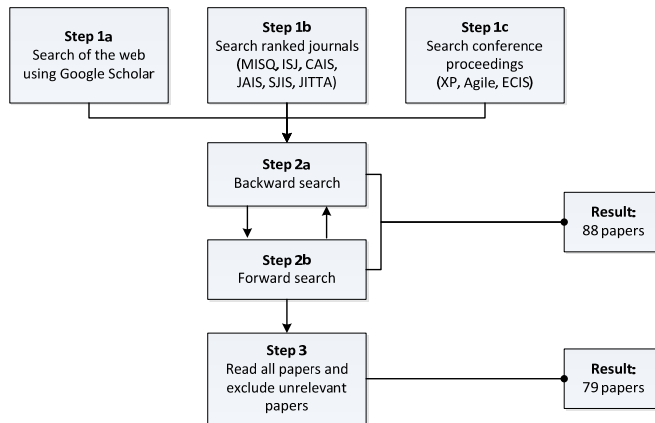 Step 1a
Search of the web
using Google Scholar
Step 1b
Search ranked journals
(MISQ, ISJ, CAIS,
JAIS, SJIS, JITTA)
Step 1c
Search conference
proceedings
(XP, Agile, ECIS)
Step 2a
Backward search
Result:
88 papers
Step 2b
Forward search
Step 3
Read all papers and
exclude unrelevant
papers
Result:
79 papers